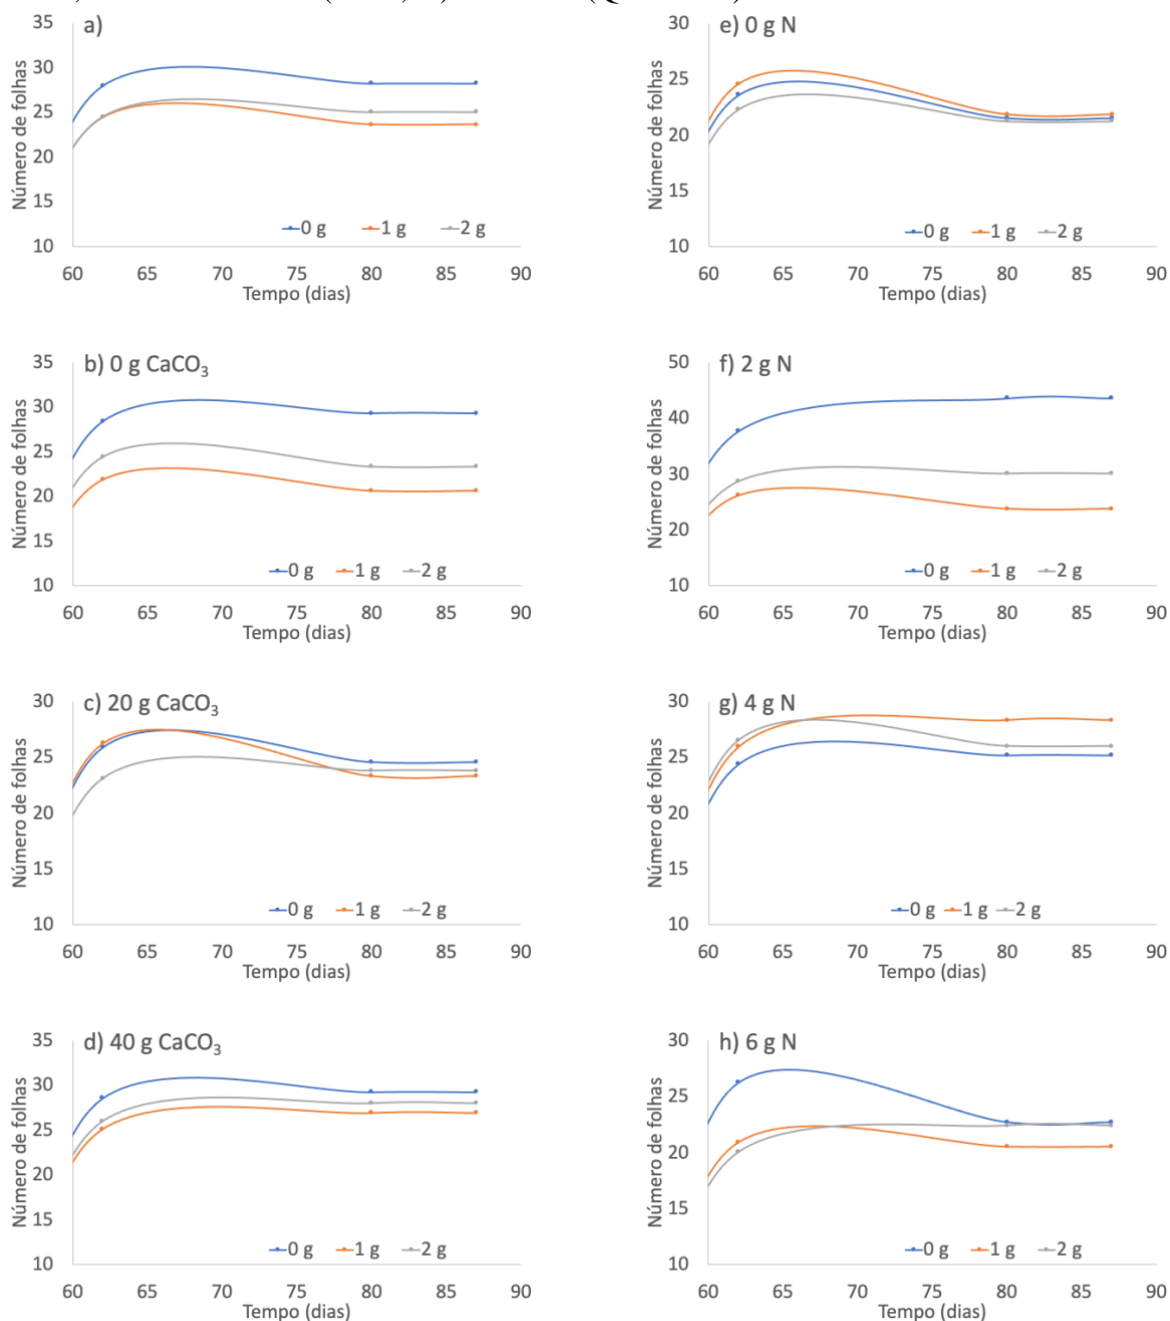 a)
Número de folhas
35
30
25
20
15
10
0 g 1 g 2 g
60 65 70 75 80 85 90
Tempo (dias)
e) 0 g N
Número de folhas
30
25
20
15
10
0 g 1 g 2 g
60 65 70 75 80 85 90
Tempo (dias)
b) 0 g CaCO₃
Número de folhas
35
30
25
20
15
10
0 g 1 g 2 g
60 65 70 75 80 85 90
Tempo (dias)
f) 2 g N
Número de folhas
50
40
30
20
10
0 g 1 g 2 g
60 65 70 75 80 85 90
Tempo (dias)
c) 20 g CaCO₃
Número de folhas
30
25
20
15
10
0 g 1 g 2 g
60 65 70 75 80 85 90
Tempo (dias)
g) 4 g N
Número de folhas
30
25
20
15
10
0 g 1 g 2 g
60 65 70 75 80 85 90
Tempo (dias)
d) 40 g CaCO₃
Número de folhas
35
30
25
20
15
10
0 g 1 g 2 g
60 65 70 75 80 85 90
Tempo (dias)
h) 6 g N
Número de folhas
30
25
20
15
10
0 g 1 g 2 g
60 65 70 75 80 85 90
Tempo (dias)